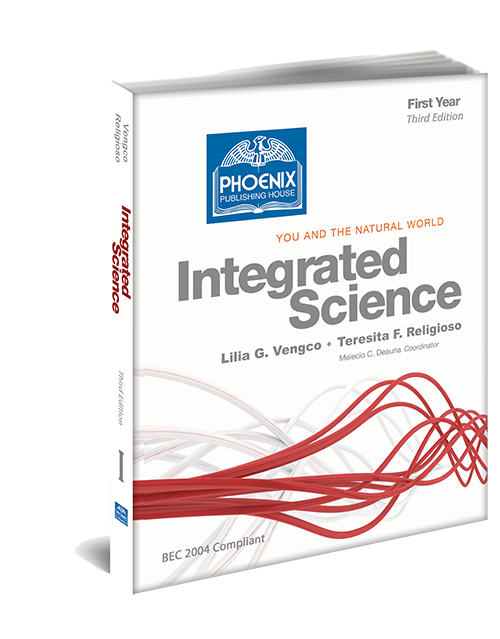 First Year
Third Edition
PHOENIX
PUBLISHING HOUSE
YOU AND THE NATURAL WORLD
Integrated
Science
Lilia G. Vengco • Teresita F. Religioso
Melecio C. Deauna Coordinator
BEC 2004 Compliant
Vengco
Religioso
Integrated
Science
Third Edition
I